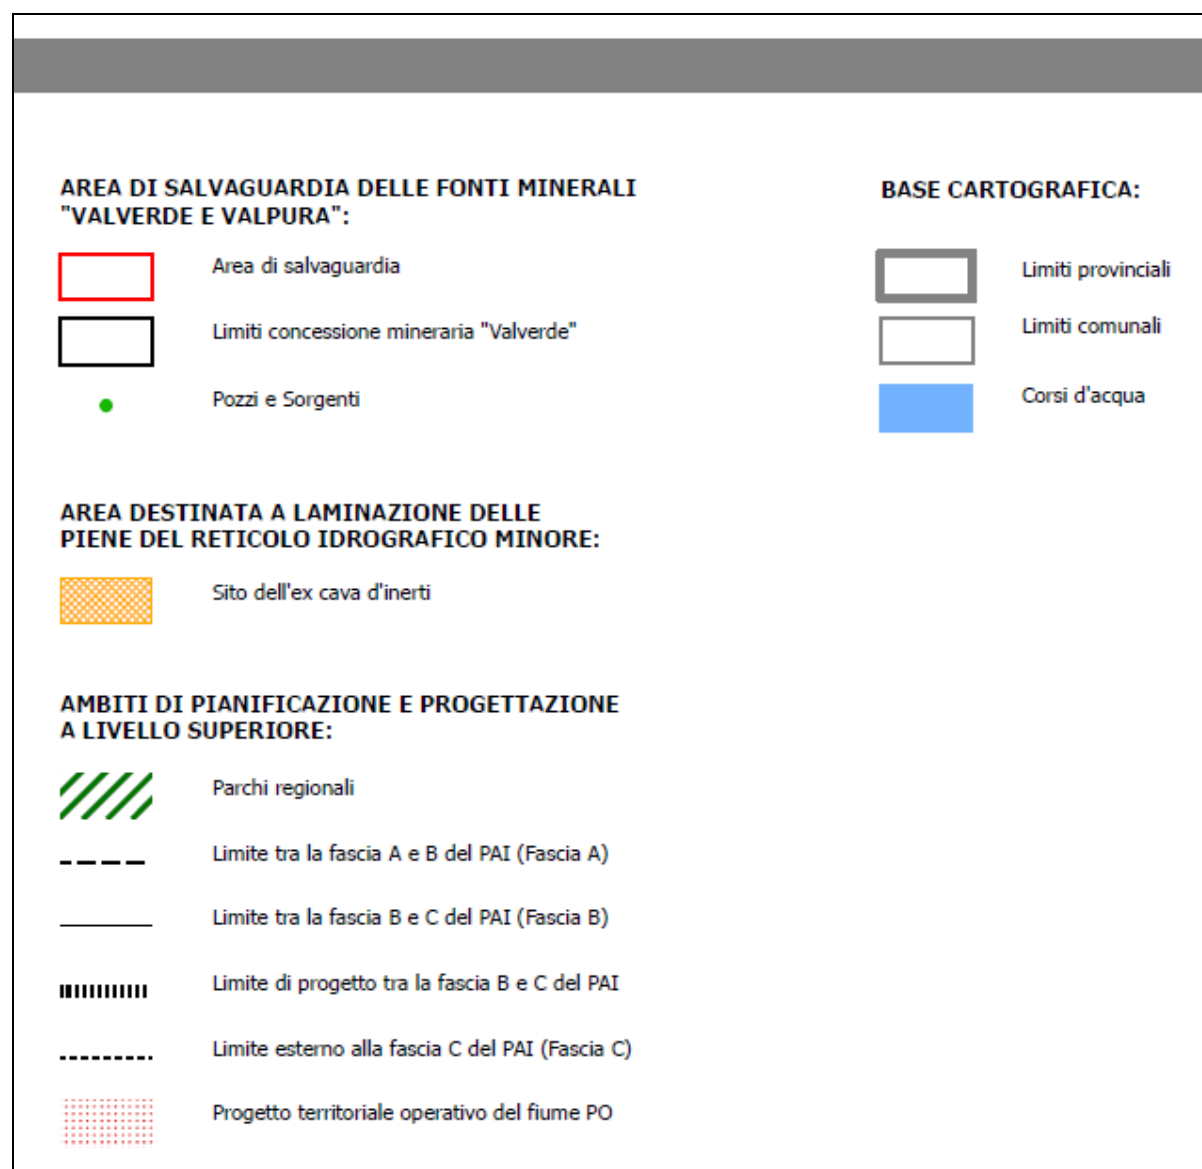 AREA DI SALVAGUARDIA DELLE FONTI MINERALI
"VALVERDE E VALPURA":
Area di salvaguardia
Limiti concessione mineraria "Valverde"
Pozzi e Sorgenti
BASE CARTOGRAFICA:
Limiti provinciali
Limiti comunali
Corsi d'acqua
AREA DESTINATA A LAMINAZIONE DELLE
PIENE DEL RETICOLO IDROGRAFICO MINORE:
Sito dell'ex cava d'inerti
AMBITI DI PIANIFICAZIONE E PROGETTAZIONE
A LIVELLO SUPERIORE:
Parchi regionali
Limite tra la fascia A e B del PAI (Fascia A)
Limite tra la fascia B e C del PAI (Fascia B)
Limite di progetto tra la fascia B e C del PAI
Limite esterno alla fascia C del PAI (Fascia C)
Progetto territoriale operativo del fiume PO